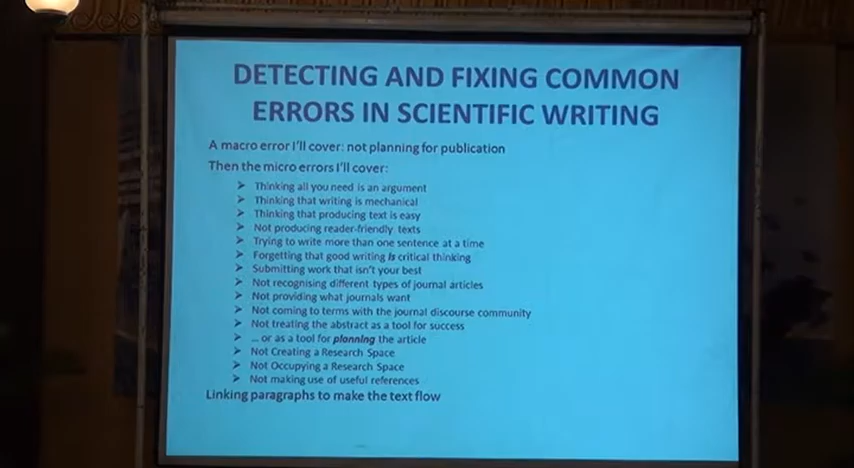 DETECTING AND FIXING COMMON
ERRORS IN SCIENTIFIC WRITING
A macro error I'll cover: not planning for publication
Then the micro errors I'll cover:
➢ Thinking all you need is an argument
➢ Thinking that writing is mechanical
➢ Thinking that producing text is easy
➢ Not producing reader-friendly texts
➢ Trying to write more than one sentence at a time
➢ Forgetting that good writing is critical thinking
➢ Submitting work that isn't your best
➢ Not recognising different types of journal articles
➢ Not providing what journals want
➢ Not coming to terms with the journal discourse community
➢ Not treating the abstract as a tool for success
➢ ... or as a tool for planning the article
➢ Not Creating a Research Space
➢ Not Occupying a Research Space
➢ Not making use of useful references
Linking paragraphs to make the text flow